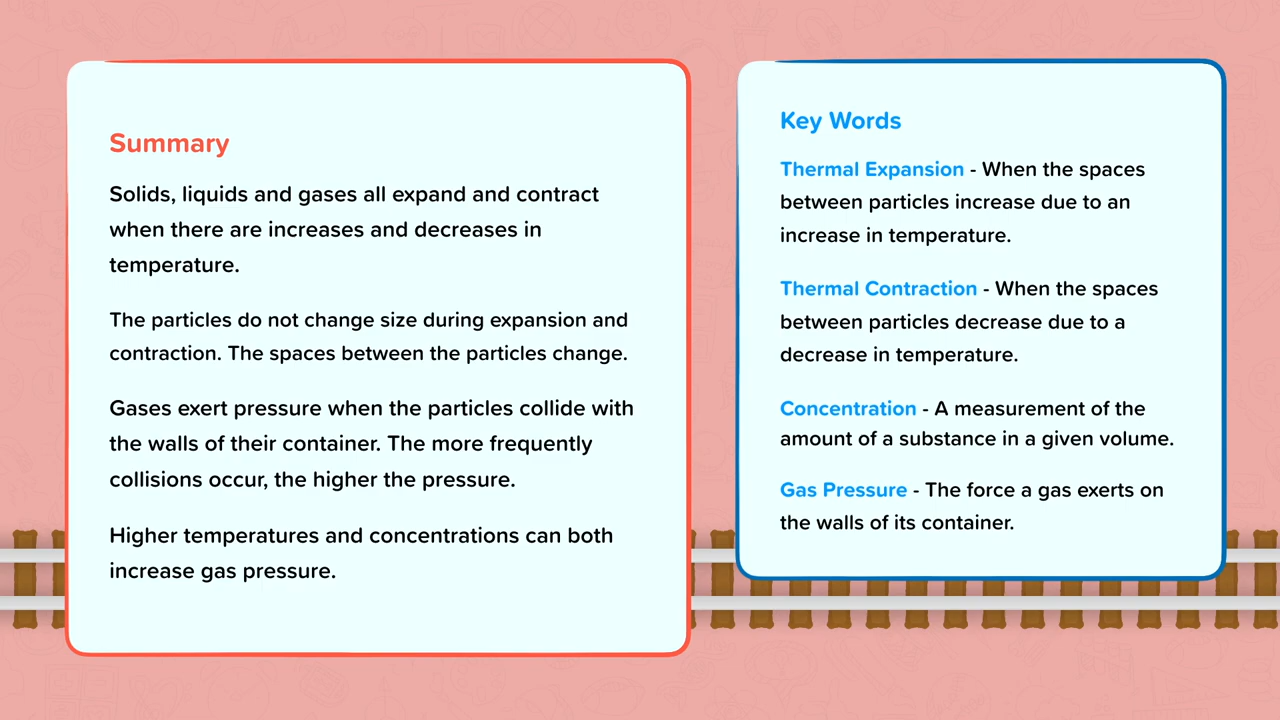 Summary
Solids, liquids and gases all expand and contract
when there are increases and decreases in
temperature.
The particles do not change size during expansion and
contraction. The spaces between the particles change.
Gases exert pressure when the particles collide with
the walls of their container. The more frequently
collisions occur, the higher the pressure.
Higher temperatures and concentrations can both
increase gas pressure.
Key Words
Thermal Expansion - When the spaces
between particles increase due to an
increase in temperature.
Thermal Contraction - When the spaces
between particles decrease due to a
decrease in temperature.
Concentration - A measurement of the
amount of a substance in a given volume.
Gas Pressure - The force a gas exerts on
the walls of its container.